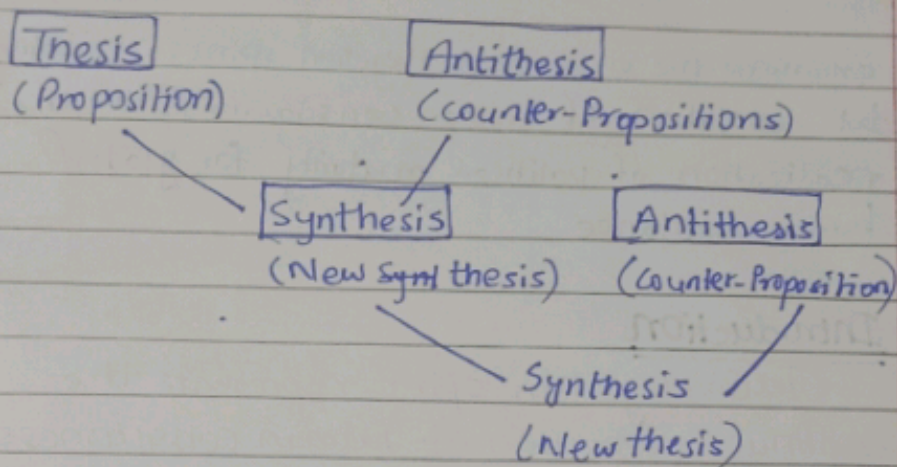 Thesis Antithesis
(Proposition) (Counter-Propositions)
Synthesis Antithesis
(New thesis) (Counter-Proposition)
Synthesis
(New thesis)